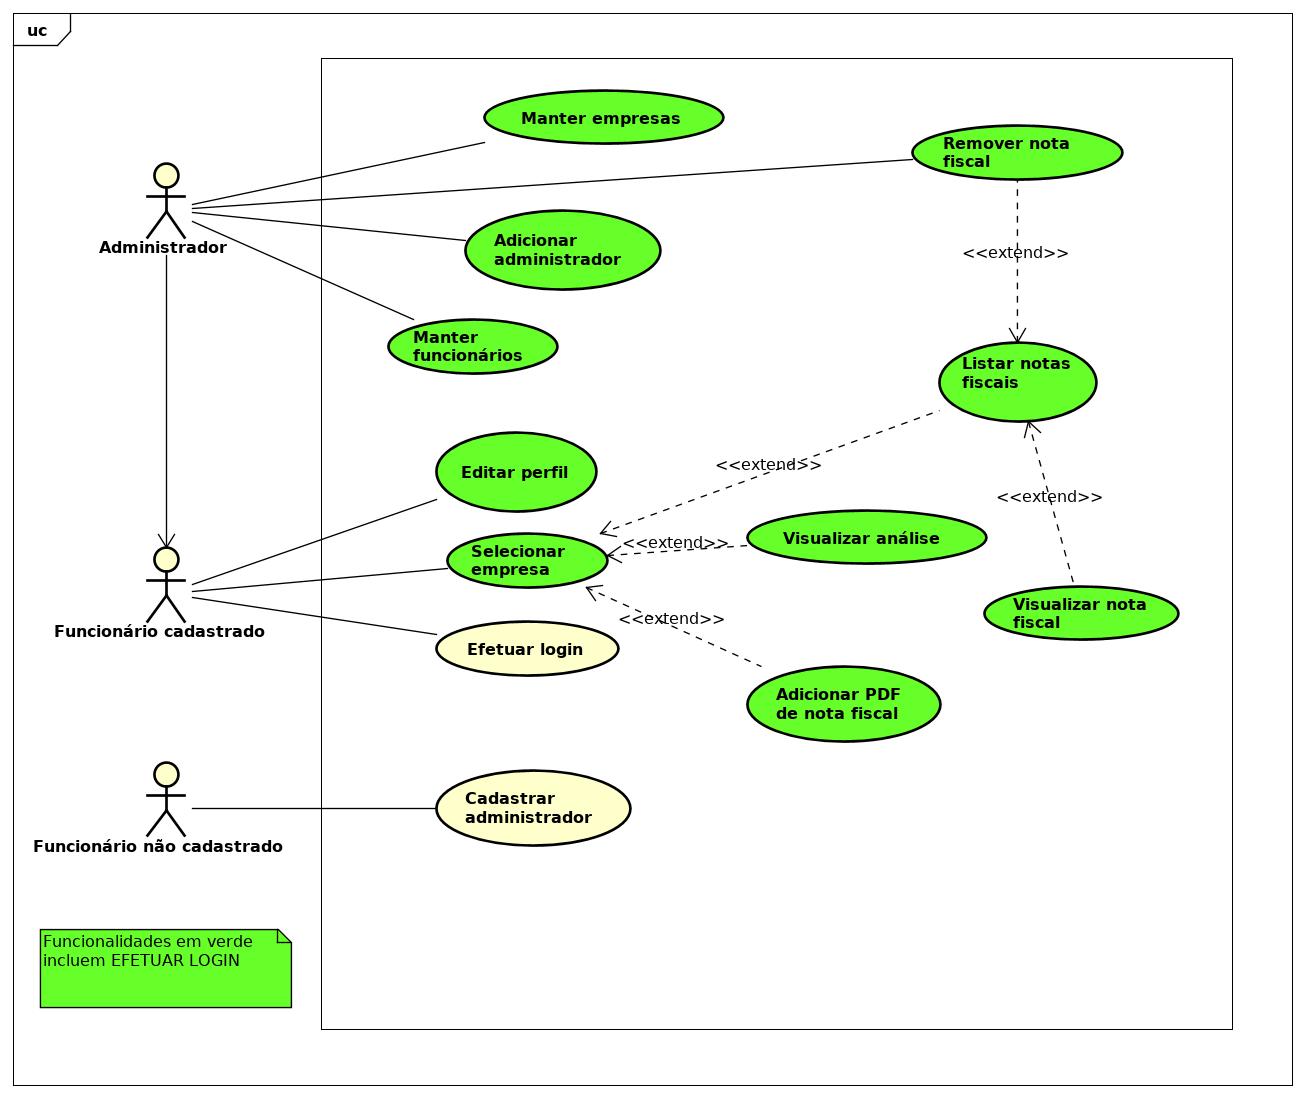 uc
Manter empresas
Remover nota
fiscal
Administrador
Adicionar
administrador
<<extend>>
Manter
funcionários
Listar notas
fiscais
Editar perfil
<<extend>>
<<extend>>
Selecionar
empresa
<<extend>>
Visualizar análise
Visualizar nota
fiscal
Funcionário cadastrado
<<extend>>
Efetuar login
Adicionar PDF
de nota fiscal
Cadastrar
administrador
Funcionário não cadastrado
Funcionalidades em verde
incluem EFETUAR LOGIN